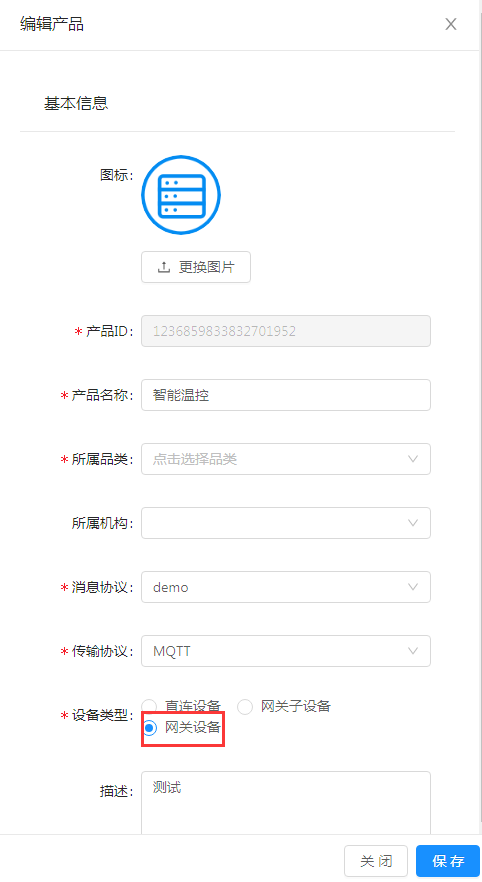 编辑产品
基本信息
图标:
更换图片
* 产品ID: 1236859833832701952
* 产品名称: 智能温控
* 所属品类: 点击选择品类
所属机构:
* 消息协议: demo
* 传输协议: MQTT
直连设备 网关子设备
* 设备类型:
网关设备
描述: 测试
关 闭 保 存